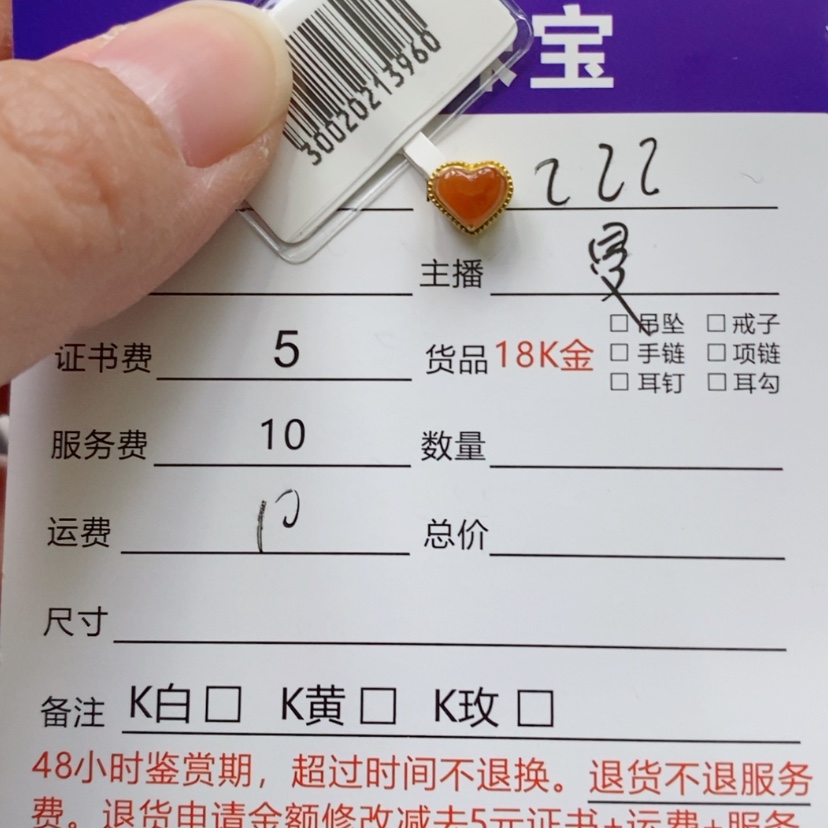 宝
30020213960
222
主播
证书费 5 货品 18K金 □ 吊坠 □ 戒子
□ 手链 □ 项链
□ 耳钉 □ 耳勾
服务费 10 数量
运费 10 总价
尺寸
备注 K白 □ K黄 □ K玫 □
48小时鉴赏期，超过时间不退换。退货不退服务
费。退货申请金额修改减去5元证书+运费+服务